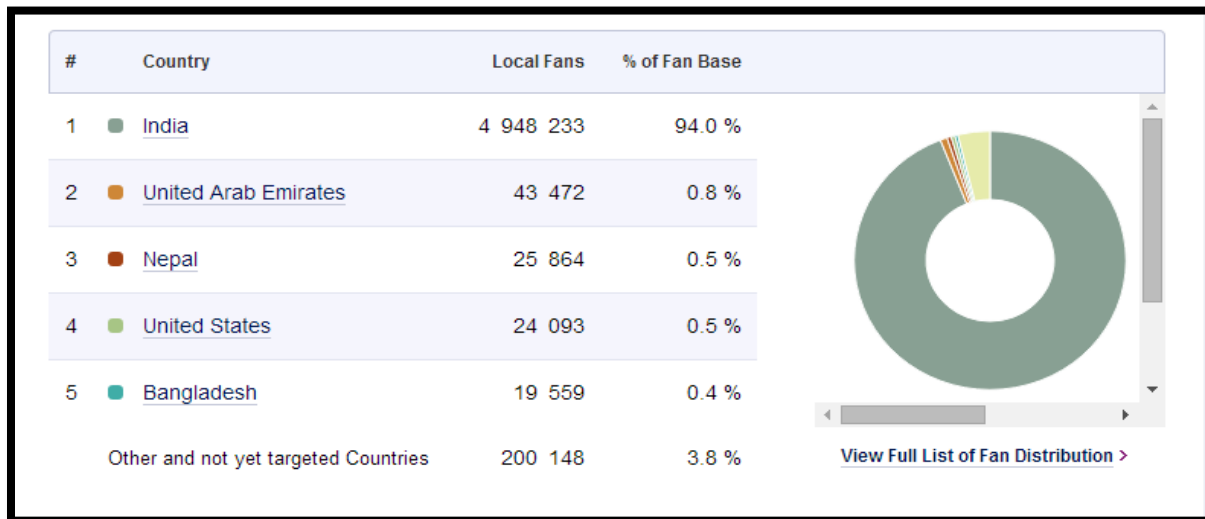 # Country Local Fans % of Fan Base
1 India 4 948 233 94.0 %
2 United Arab Emirates 43 472 0.8 %
3 Nepal 25 864 0.5 %
4 United States 24 093 0.5 %
5 Bangladesh 19 559 0.4 %
Other and not yet targeted Countries 200 148 3.8 %
View Full List of Fan Distribution >